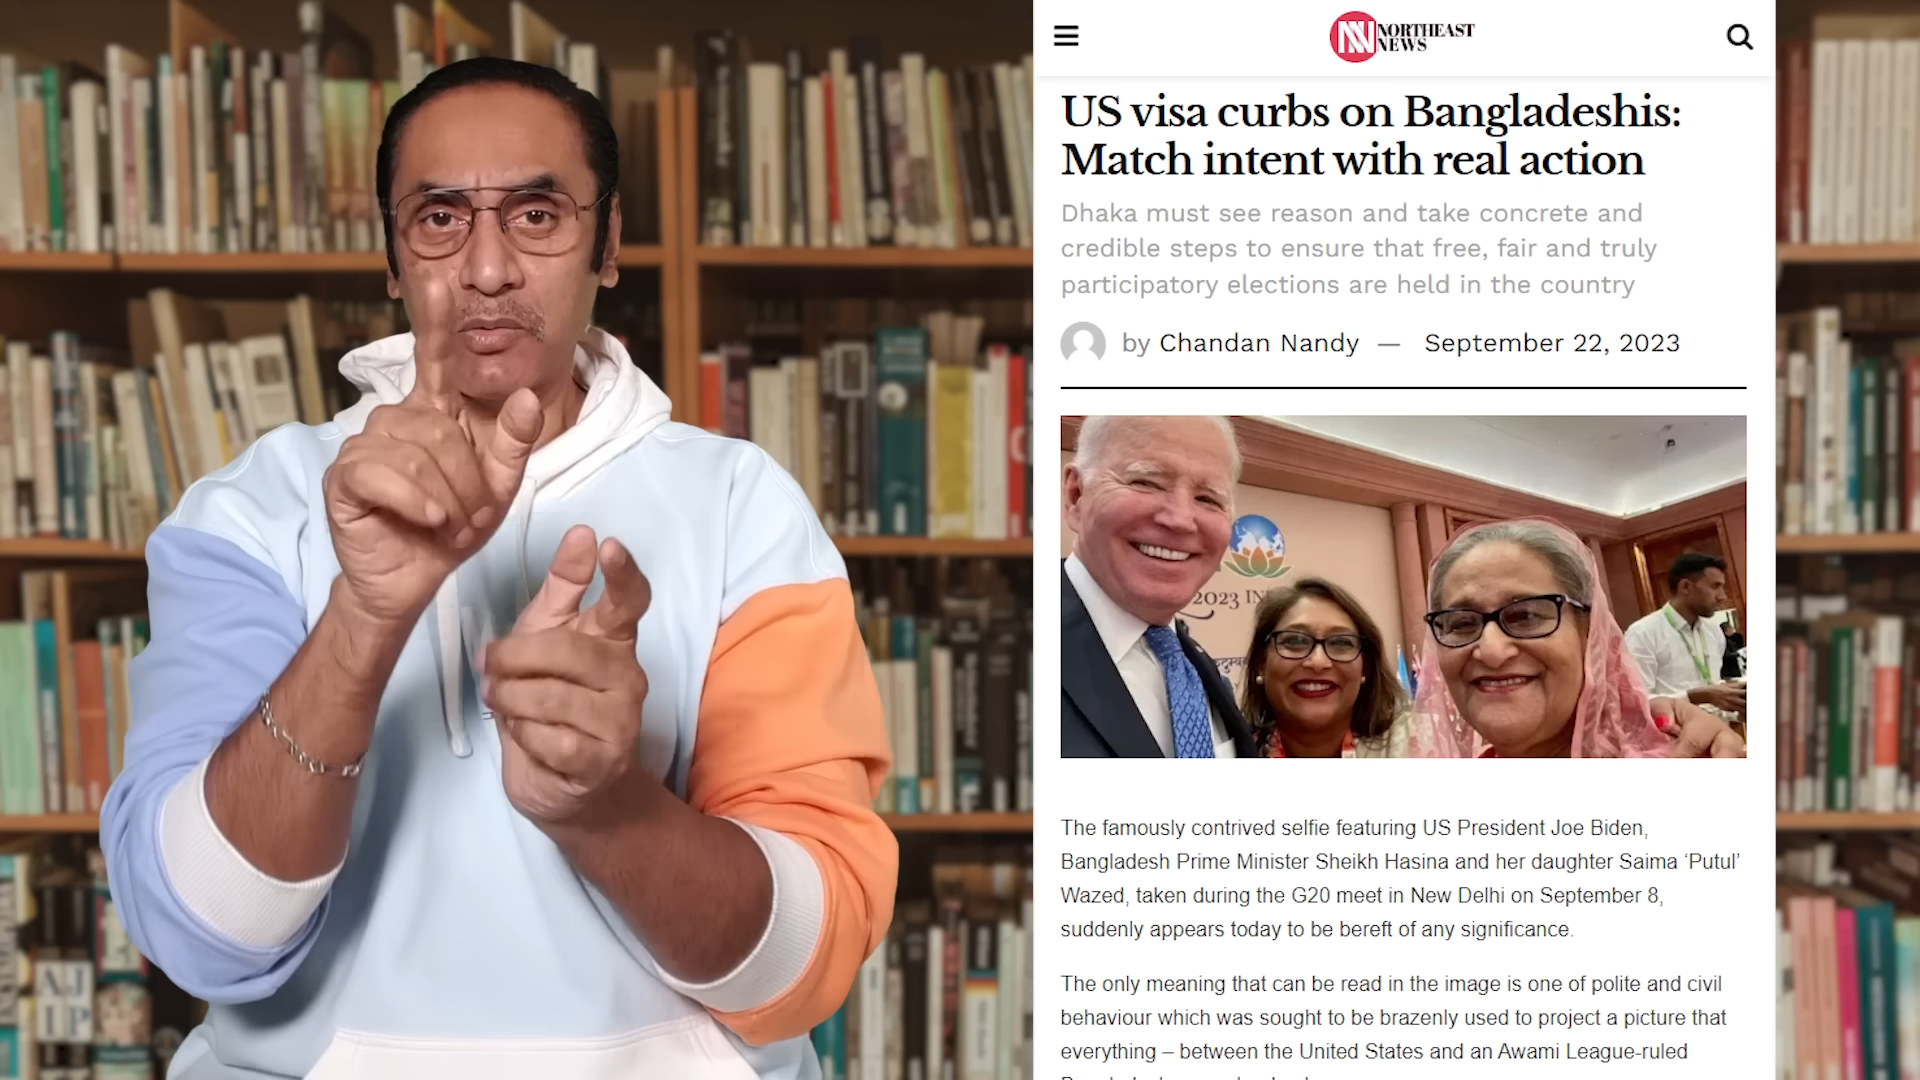 NORTHEAST
NEWS
US visa curbs on Bangladeshis:
Match intent with real action
Dhaka must see reason and take concrete and
credible steps to ensure that free, fair and truly
participatory elections are held in the country
by Chandan Nandy — September 22, 2023
2023 IN
The famously contrived selfie featuring US President Joe Biden,
Bangladesh Prime Minister Sheikh Hasina and her daughter Saima ‘Putul’
Wazed, taken during the G20 meet in New Delhi on September 8,
suddenly appears today to be bereft of any significance.
The only meaning that can be read in the image is one of polite and civil
behaviour which was sought to be brazenly used to project a picture that
everything – between the United States and an Awami League-ruled
AJ
IP